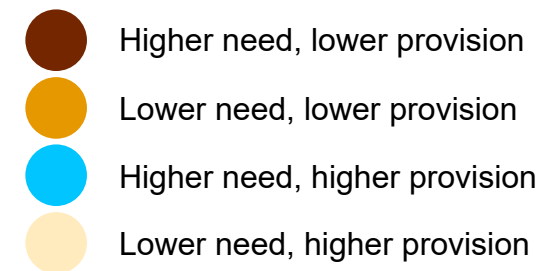 Higher need, lower provision
Lower need, lower provision
Higher need, higher provision
Lower need, higher provision